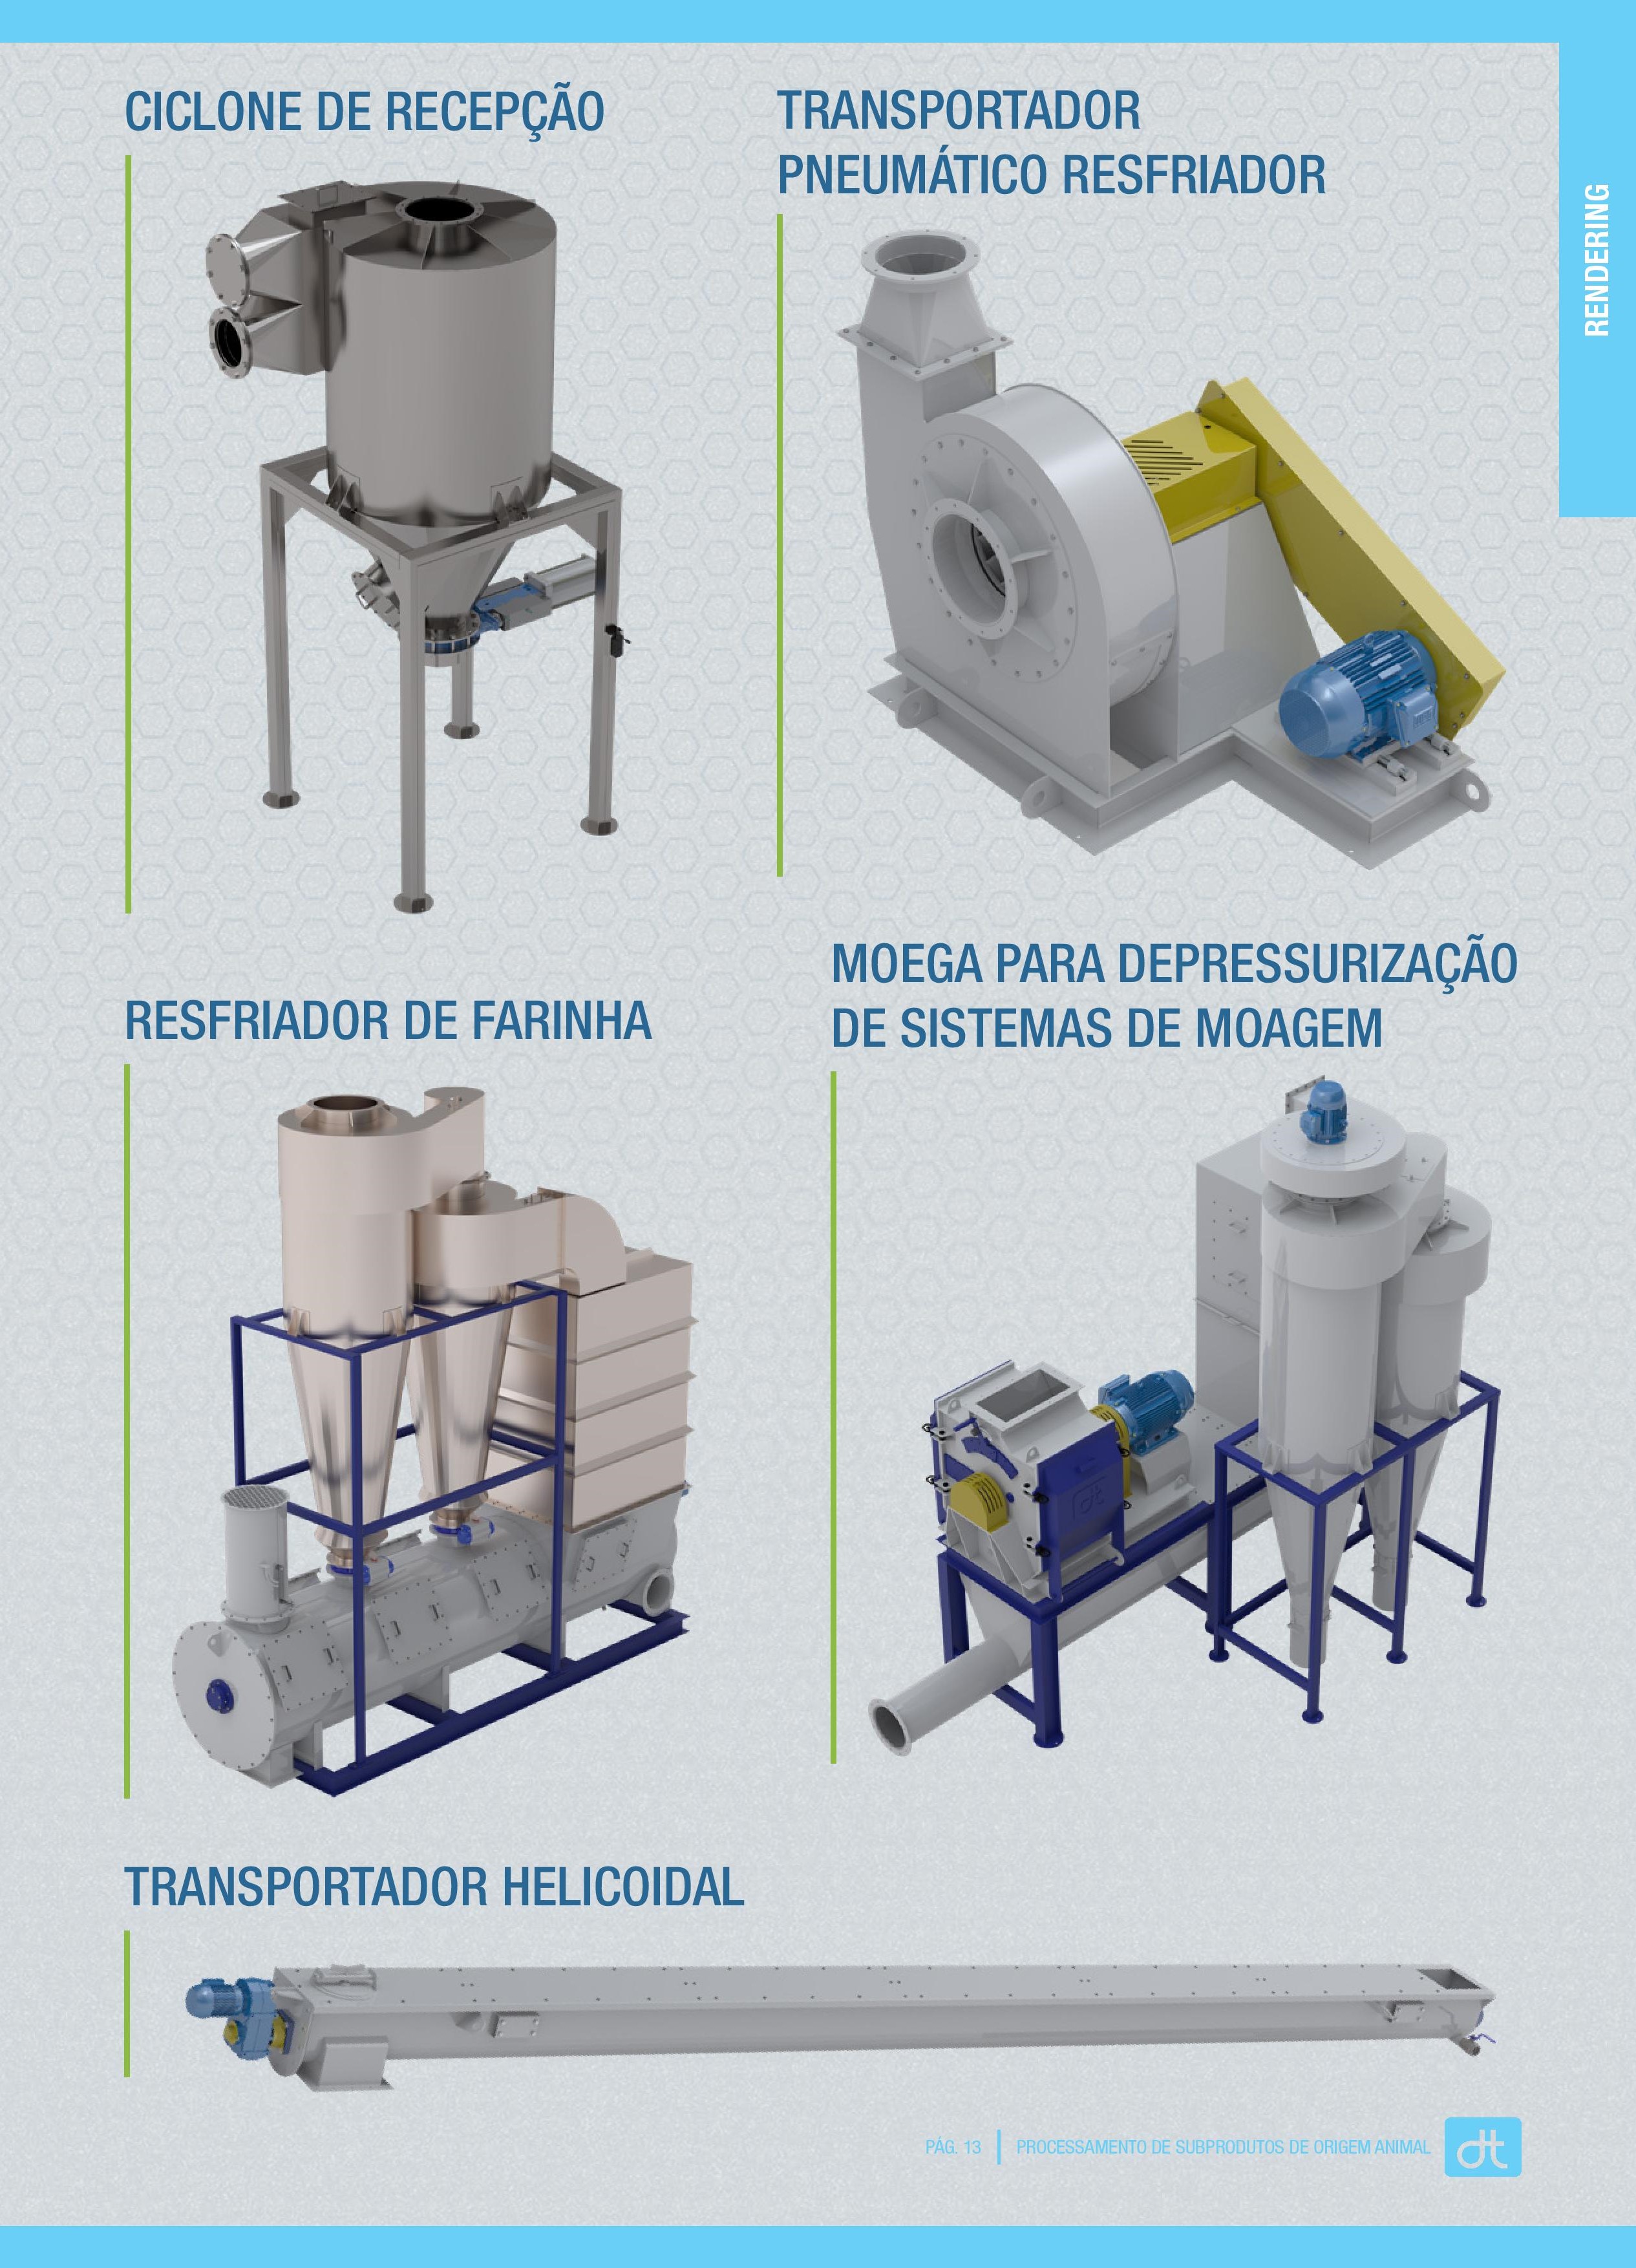 CICLONE DE RECEPÇÃO
TRANSPORTADOR
PNEUMÁTICO RESFRIADOR
RENDERING
RESFRIADOR DE FARINHA
MOEGA PARA DEPRESSURIZAÇÃO
DE SISTEMAS DE MOAGEM
dt
TRANSPORTADOR HELICOIDAL
PÁG. 13 | PROCESSAMENTO DE SUBPRODUTOS DE ORIGEM ANIMAL
dt